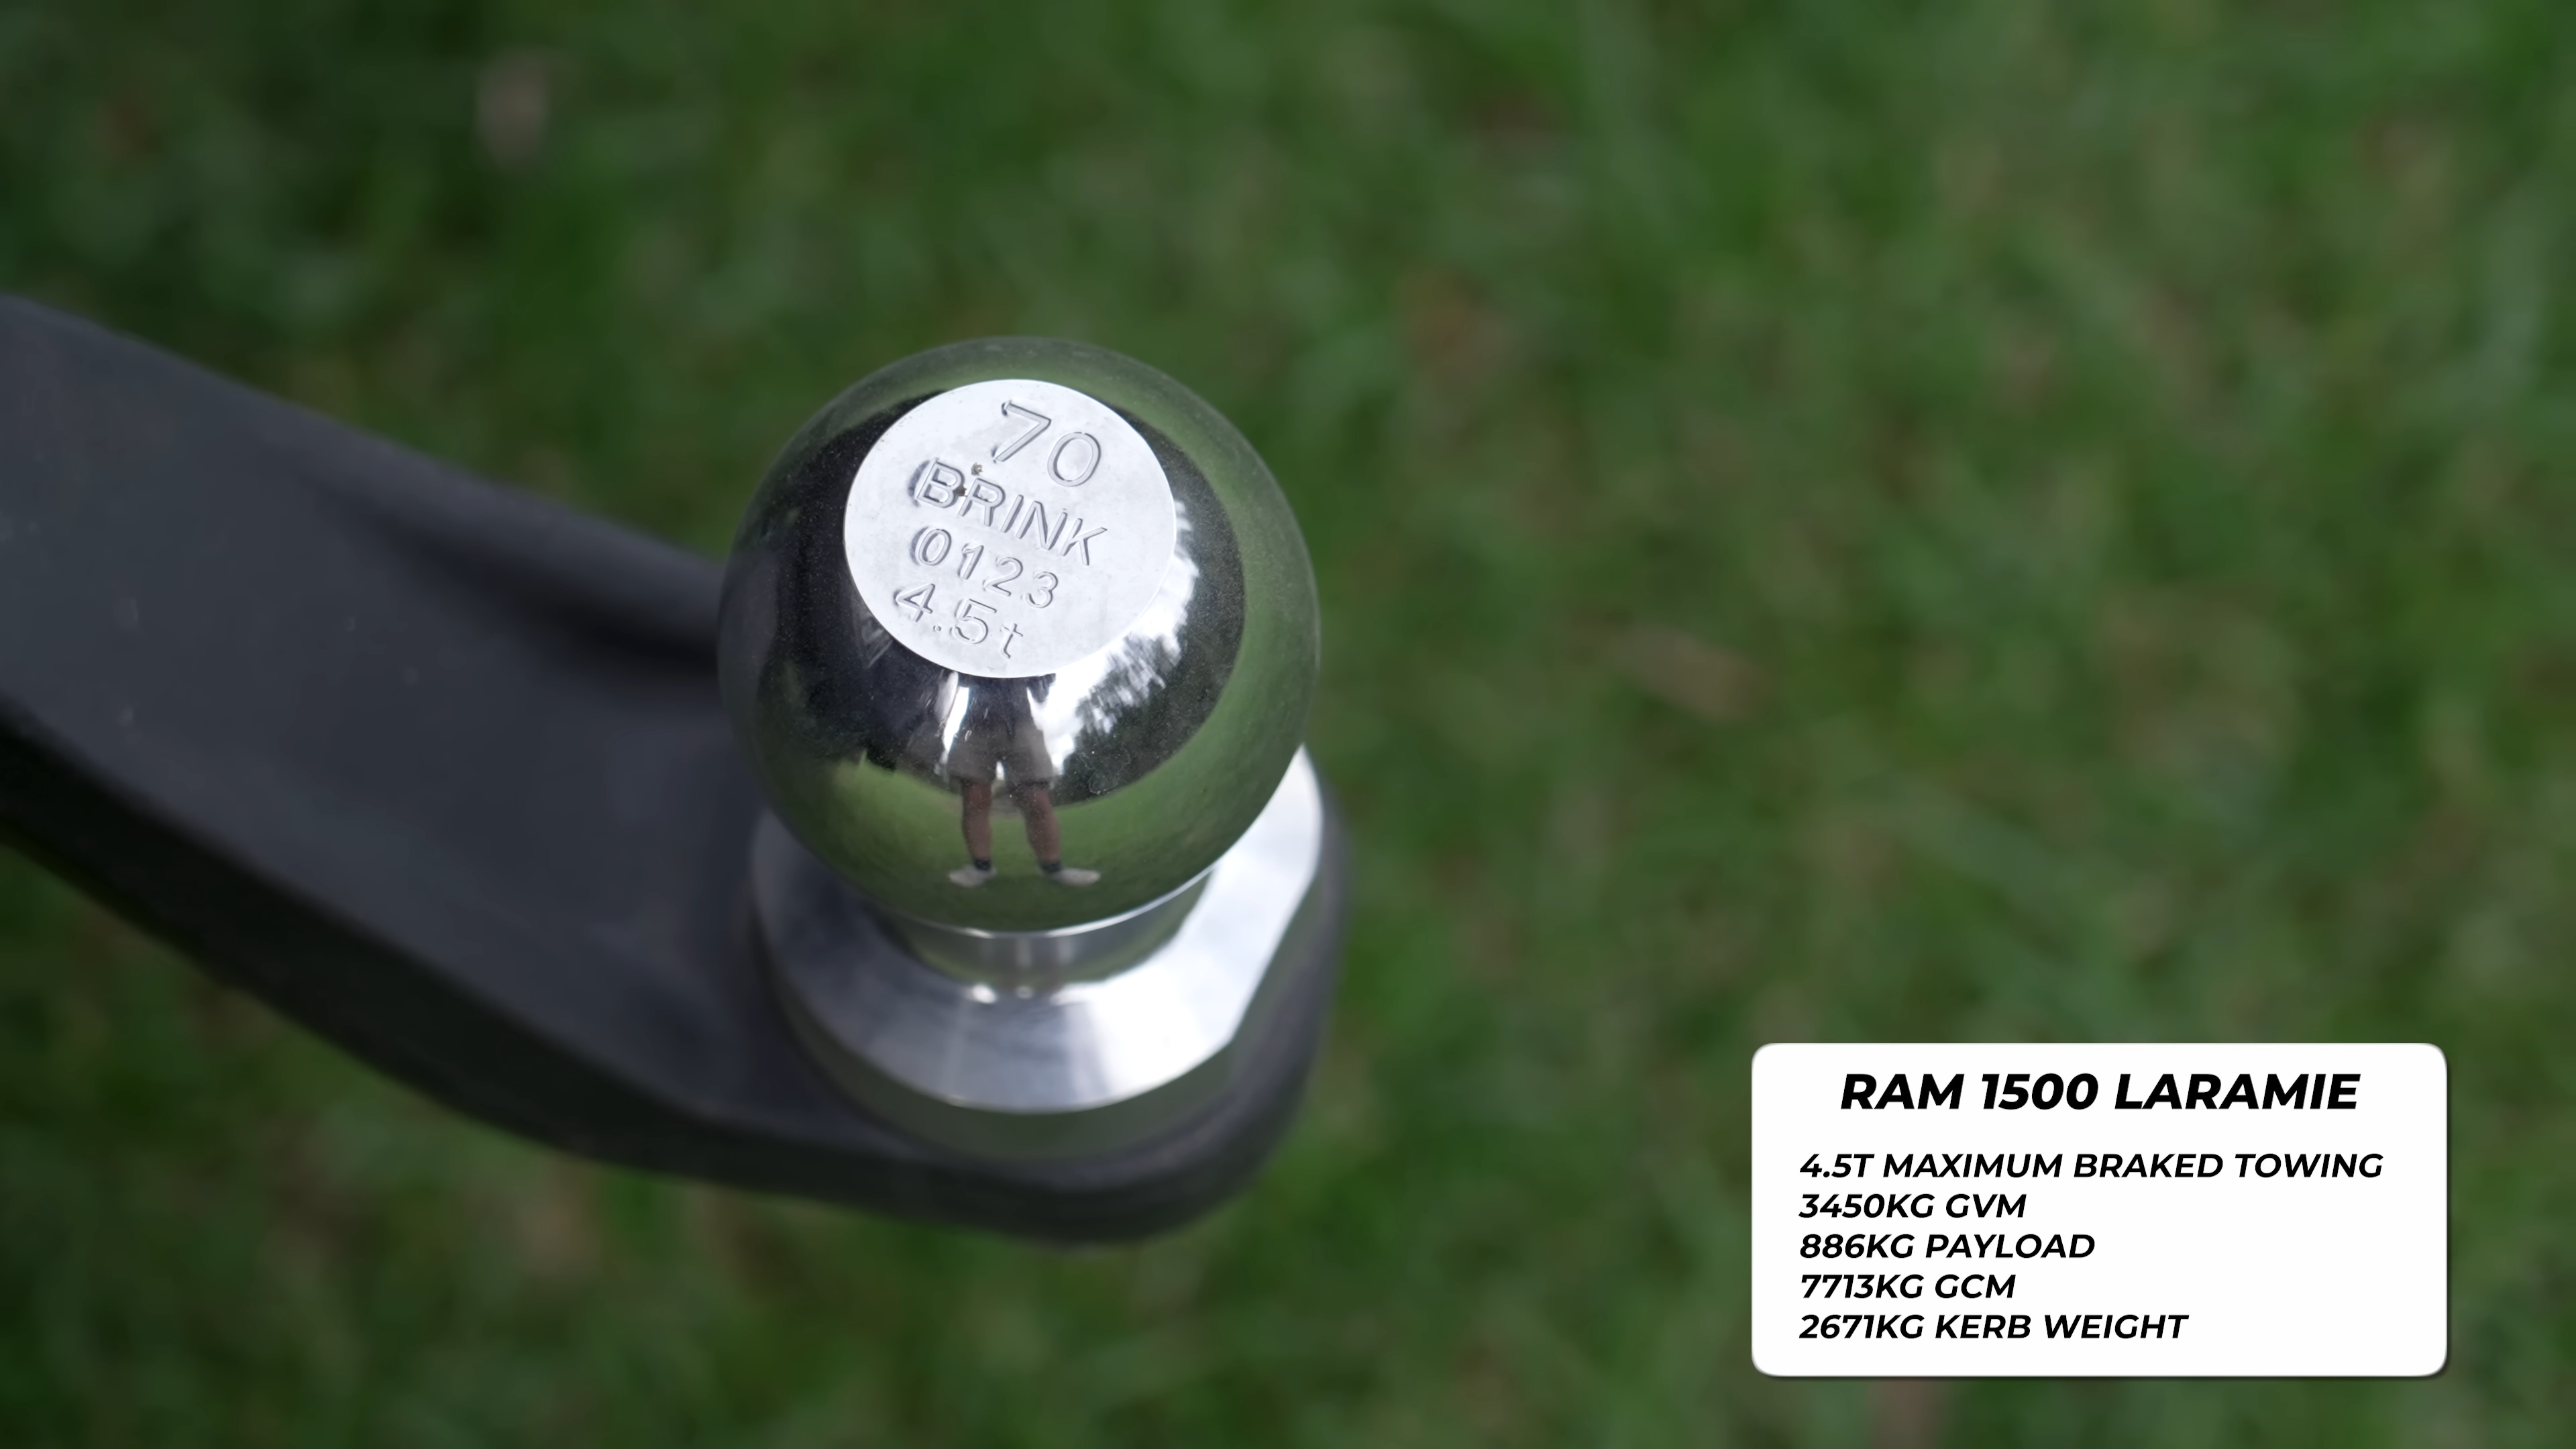 70
BRINK
0123
4.5t
RAM 1500 LARAMIE
4.5T MAXIMUM BRAKED TOWING
3450KG GVM
886KG PAYLOAD
7713KG GCM
2671KG KERB WEIGHT